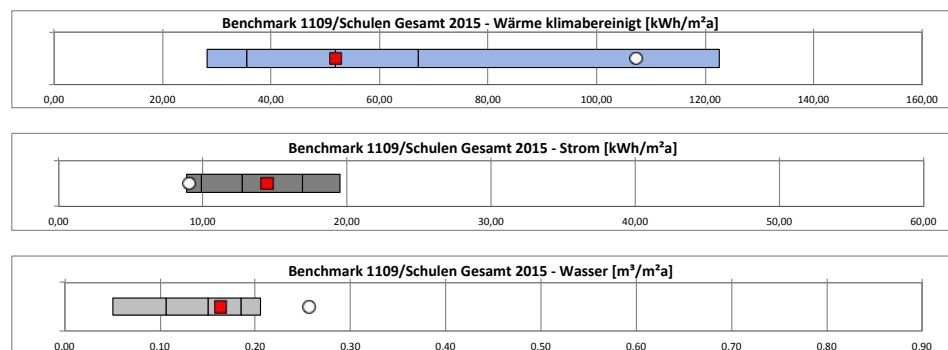 Benchmark 1109/Schulen Gesamt 2015 - Wärme klimabereinigt [kWh/m²a]
0,00 20,00 40,00 60,00 80,00 100,00 120,00 140,00 160,00
Benchmark 1109/Schulen Gesamt 2015 - Strom [kWh/m²a]
0,00 10,00 20,00 30,00 40,00 50,00 60,00
Benchmark 1109/Schulen Gesamt 2015 - Wasser [m³/m²a]
0,00 0,10 0,20 0,30 0,40 0,50 0,60 0,70 0,80 0,90